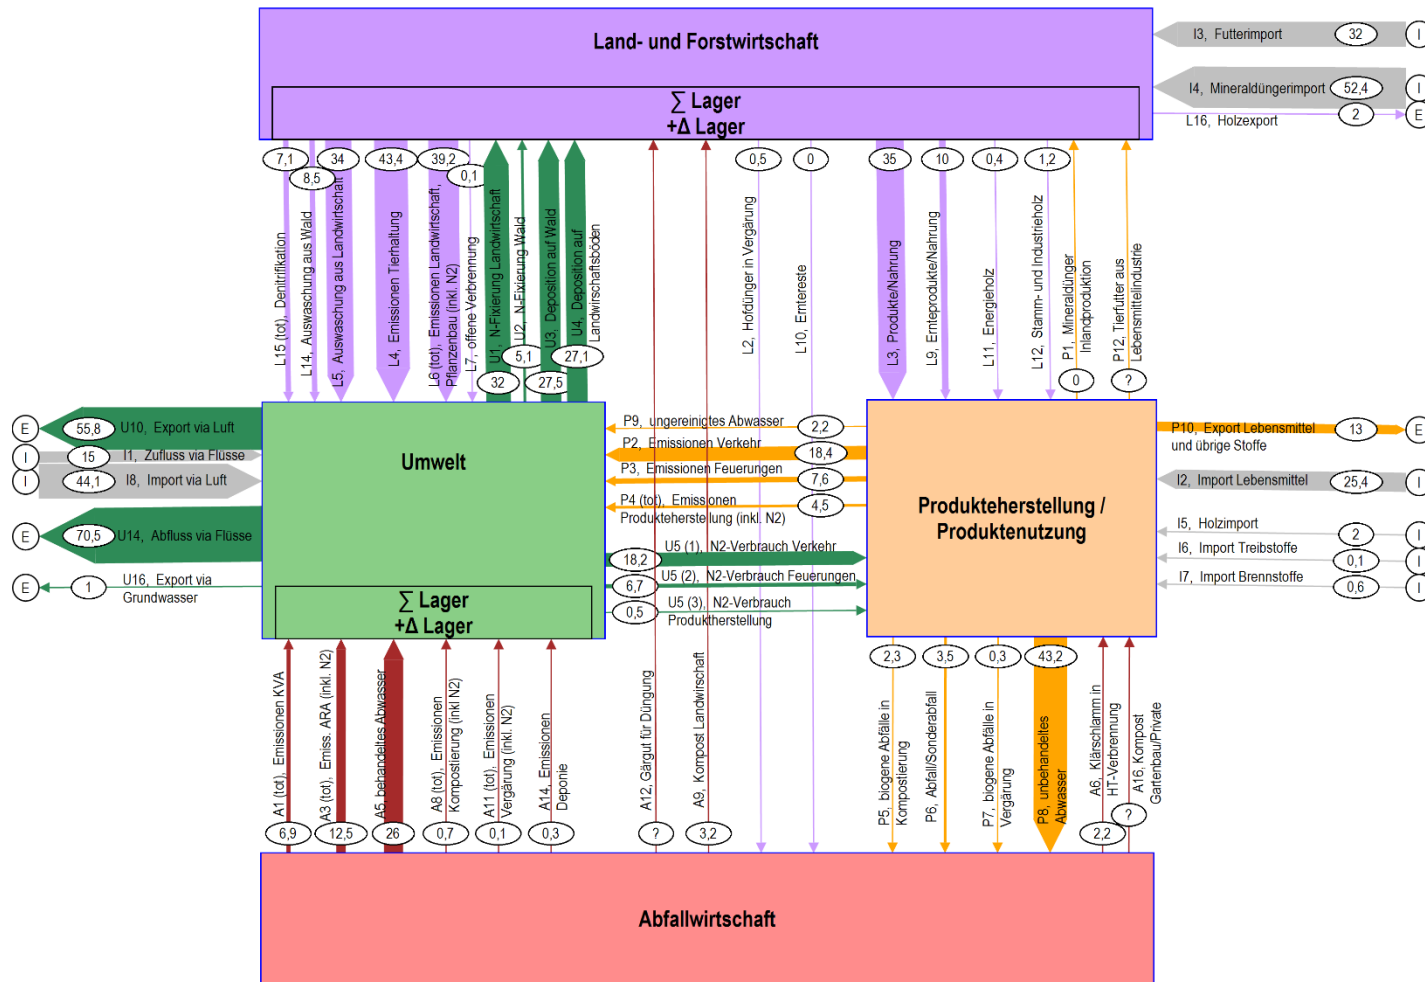 Land- und Forstwirtschaft
∑ Lager
+Δ Lager
I3, Futterimport
32
I
I4, Mineraldüngerimport
52,4
I
L16, Holzexport
2
E
7,1
L15 (tot), Denitrifikation
8,5
L14, Auswaschung aus Wald
34
L5, Auswaschung aus Landwirtschaft
43,4
L4, Emissionen Tierhaltung
39,2
L6 (tot), Emissionen Landwirtschaft,
Pflanzenbau (inkl. N2)
0,1
L7, offene Verbrennung
U1, N-Fixierung Landwirtschaft
32
U2, N-Fixierung Wald
5,1
U3, Deposition auf Wald
27,5
U4, Deposition auf
Landwirschaftsböden
27,1
0,5
L2, Hofdünger in Vergärung
0
L10, Erntereste
35
L3, Produkte/Nahrung
10
L9, Ernteprodukte/Nahrung
0,4
L11, Energieholz
1,2
L12, Stamm- und Industrieholz
P1, Mineraldünger
Inlandproduktion
0
P12, Tierfutter aus
Lebensmittelindustrie
?
Umwelt
∑ Lager
+Δ Lager
E
55,8
U10, Export via Luft
I
15
I1, Zufluss via Flüsse
I
44,1
I8, Import via Luft
E
70,5
U14, Abfluss via Flüsse
E
1
U16, Export via
Grundwasser
P9, ungereinigtes Abwasser
2,2
P2, Emissionen Verkehr
18,4
P3, Emissionen Feuerungen
7,6
P4 (tot), Emissionen
Produkteherstellung (inkl. N2)
4,5
18,2
U5 (1), N2-Verbrauch Verkehr
6,7
U5 (2), N2-Verbrauch Feuerungen
0,5
U5 (3), N2-Verbrauch
Produktherstellung
Produkteherstellung /
Produktenutzung
P10, Export Lebensmittel
und übrige Stoffe
13
E
I2, Import Lebensmittel
25,4
I
I5, Holzimport
2
I
I6, Import Treibstoffe
0,1
I
I7, Import Brennstoffe
0,6
I
A1 (tot), Emissionen KVA
6,9
A3 (tot), Emiss. ARA (inkl. N2)
12,5
A5, behandeltes Abwasser
26
A8 (tot), Emissionen
Kompostierung (inkl N2)
0,7
A11 (tot), Emissionen
Vergärung (inkl. N2)
0,1
A14, Emissionen
Deponie
0,3
A12, Gärgut für Düngung
?
A9, Kompost Landwirschaft
3,2
2,3
P5, biogene Abfälle in
Kompostierung
3,5
P6, Abfall/Sonderabfall
0,3
P7, biogene Abfälle in
Vergärung
43,2
P8, unbehandeltes
Abwasser
A6, Klärschlamm in
HT-Verbrennung
2,2
A16, Kompost
Gartenbau/Private
?
Abfallwirtschaft